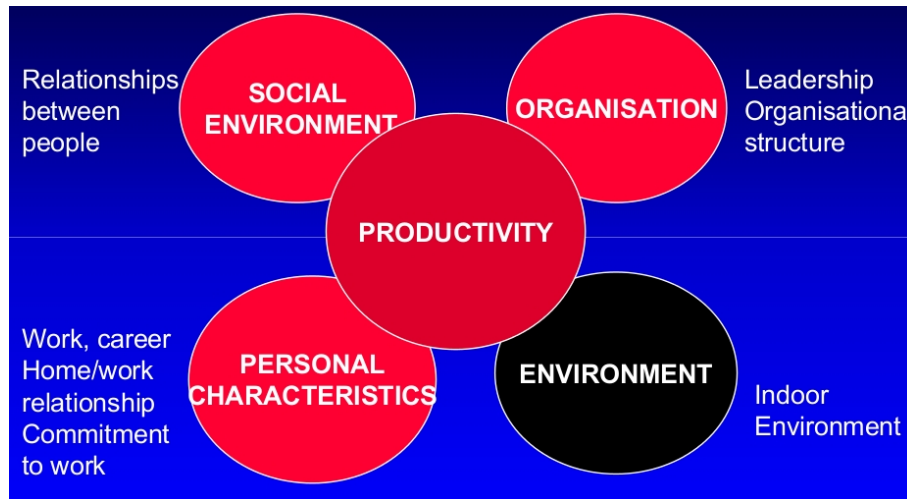 Relationships
between
people
SOCIAL
ENVIRONMENT
ORGANISATION
Leadership
Organisationa
structure
PRODUCTIVITY
Work, career
Home/work
relationship
Commitment
to work
PERSONAL
CHARACTERISTICS
ENVIRONMENT
Indoor
Environment